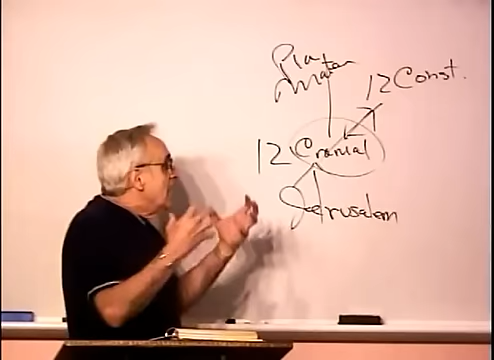 Pia
Mater
12 Const.
12 Cranial
Jerusalem